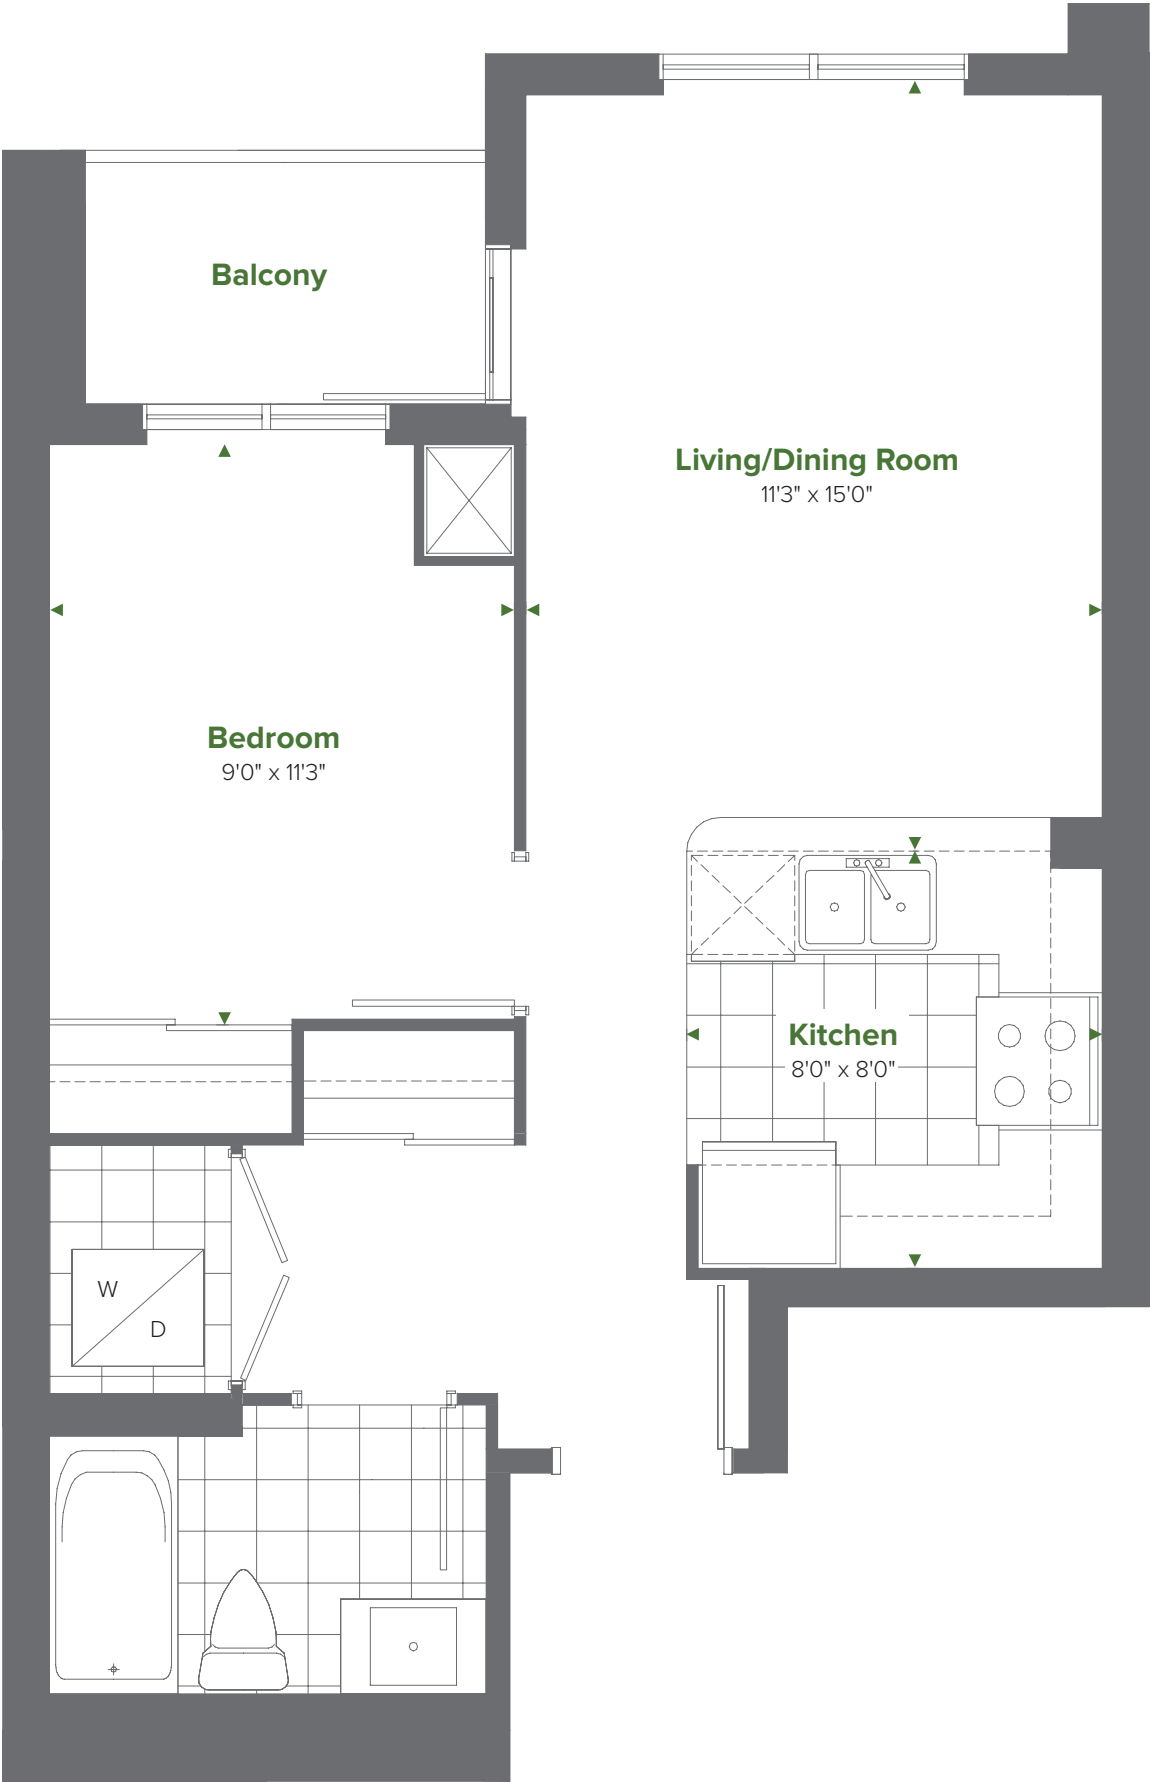 Balcony
Living/Dining Room
11'3" x 15'0"
Bedroom
9'0" x 11'3"
Kitchen
8'0" x 8'0"
W
D